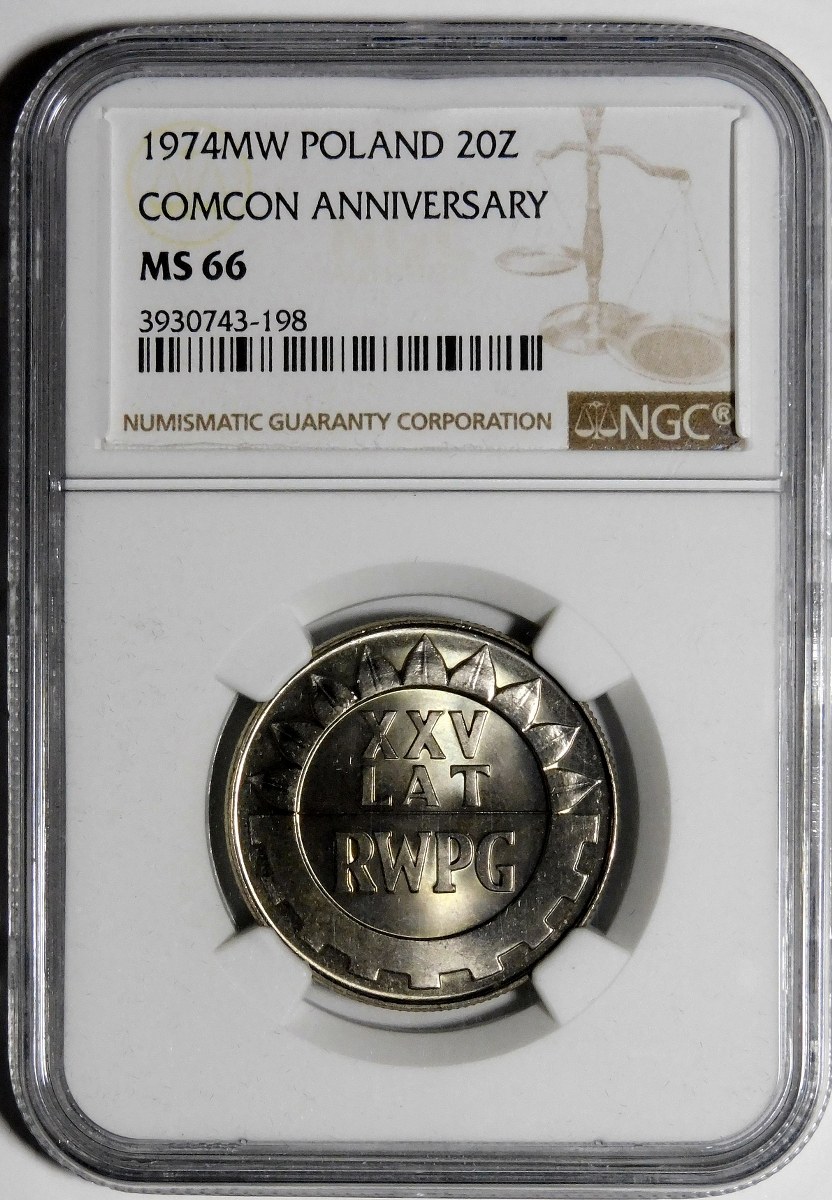 1974MW POLAND 20Z
COMCON ANNIVERSARY
MS 66
3930743-198
NUMISMATIC GUARANTY CORPORATION
NGC®
XXV
LAT
RWPG